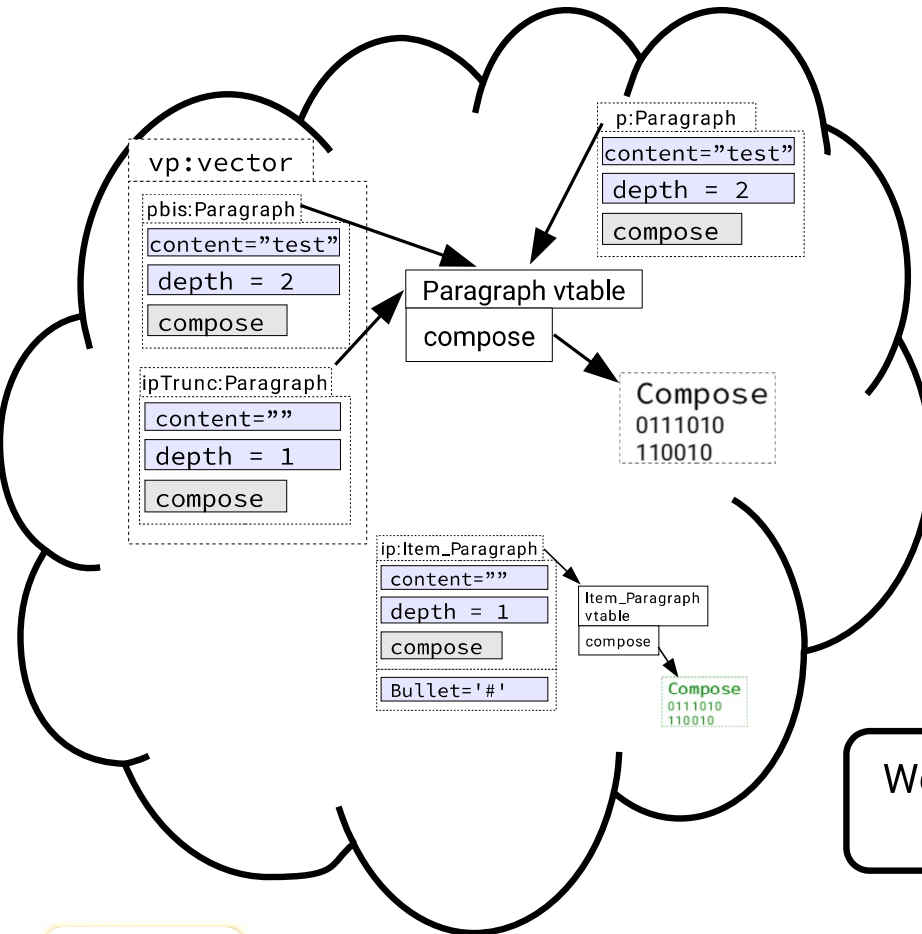 vp:vector
pbis:Paragraph
content=”test”
depth = 2
compose
ipTrunc:Paragraph
content=””
depth = 1
compose
p:Paragraph
content=”test”
depth = 2
compose
Paragraph vtable
compose
Compose
0111010
110010
ip:Item_Paragraph
content=””
depth = 1
compose
Bullet='#'
Item_Paragraph
vtable
compose
Compose
0111010
110010